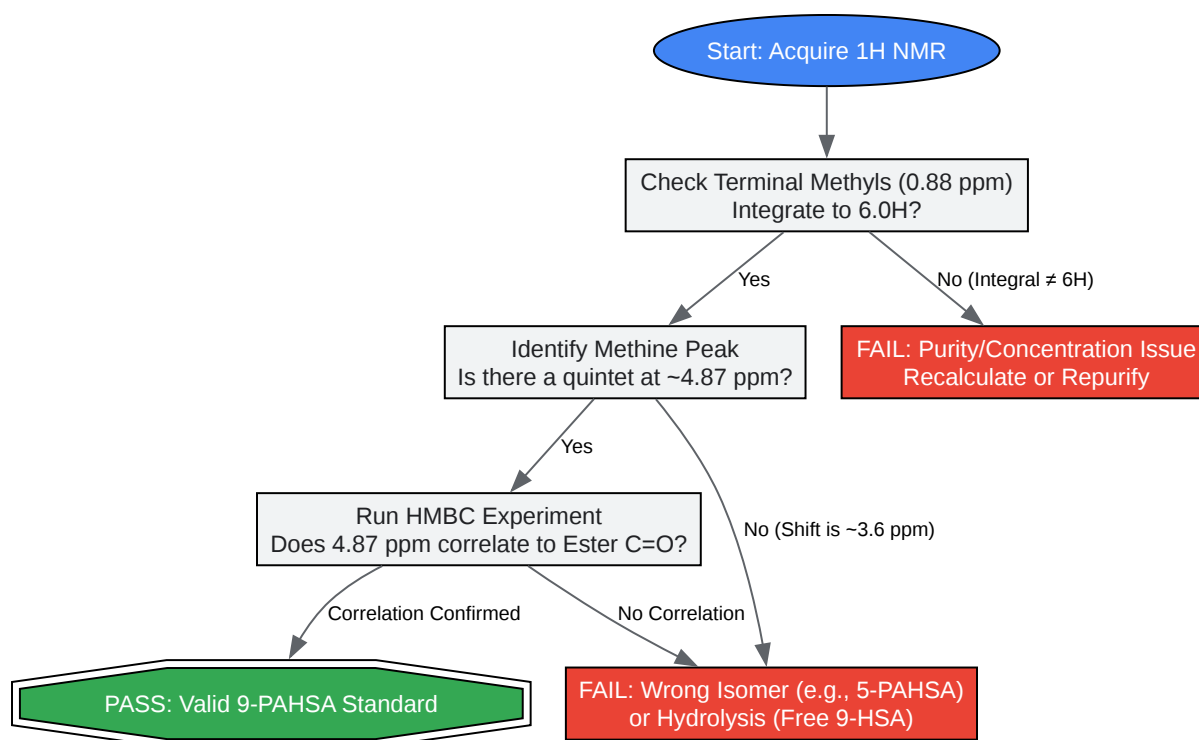 Start: Acquire 1H NMR
Check Terminal Methyls (0.88 ppm)
Integrate to 6.0H?
Yes
No (Integral ≠ 6H)
Identify Methine Peak
Is there a quintet at ~4.87 ppm?
FAIL: Purity/Concentration Issue
Recalculate or Repurify
Yes
No (Shift is ~3.6 ppm)
Run HMBC Experiment
Does 4.87 ppm correlate to Ester C=O?
Correlation Confirmed
No Correlation
PASS: Valid 9-PAHSA Standard
FAIL: Wrong Isomer (e.g., 5-PAHSA)
or Hydrolysis (Free 9-HSA)